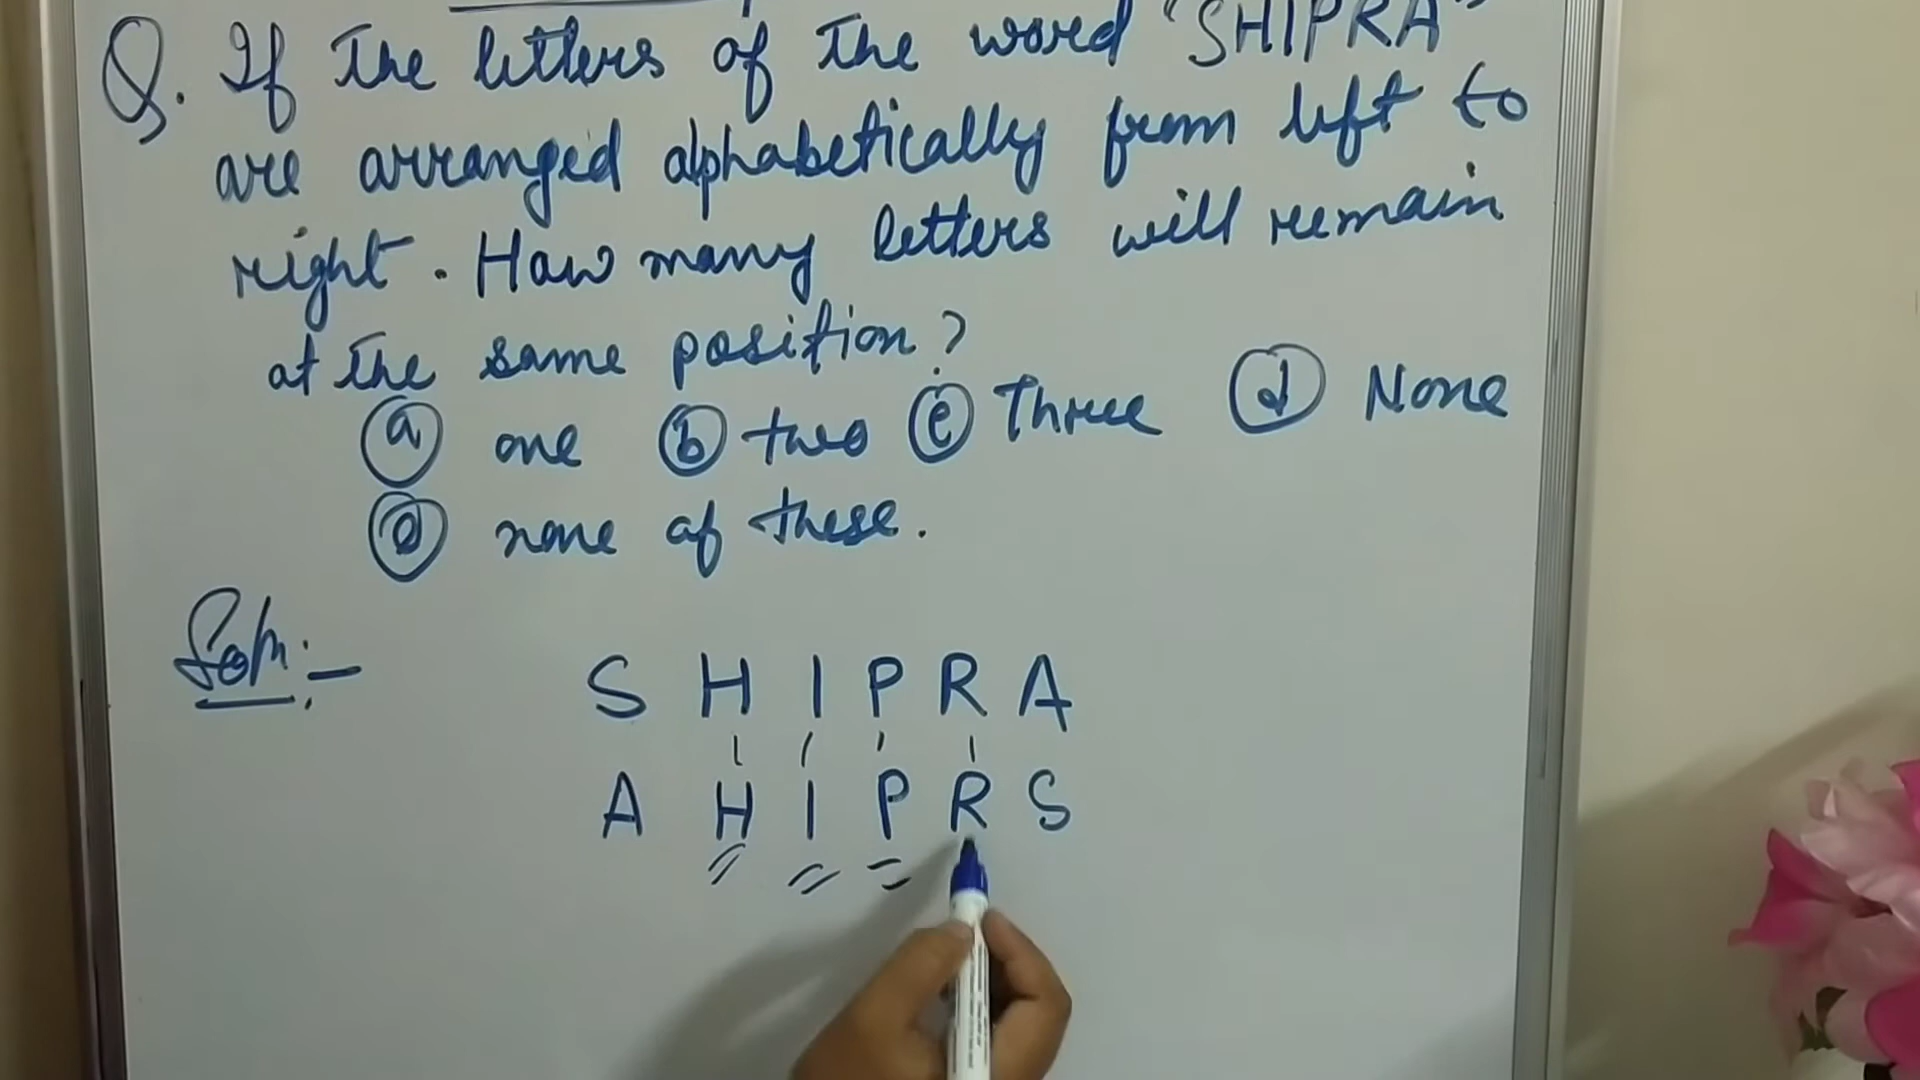 Q. If the letters of the word "SHIPRA"
are arranged alphabetically from left to
right. How many letters will remain
at the same position?
(a) one (b) two (c) Three (d) None
(e) none of these.
Soln:-
S H I P R A
A H I P R S